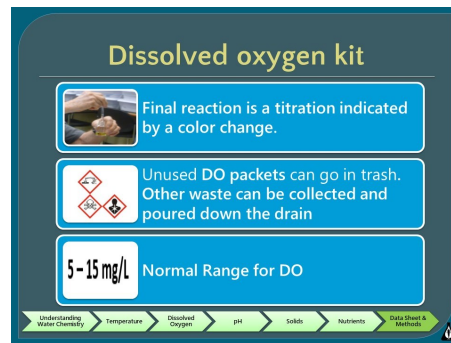 Dissolved oxygen kit
Final reaction is a titration indicated
by a color change.
Unused DO packets can go in trash.
Other waste can be collected and
poured down the drain
5 – 15 mg/L
Normal Range for DO
Understanding
Water Chemistry
Temperature
Dissolved
Oxygen
pH
Solids
Nutrients
Data Sheet &
Methods